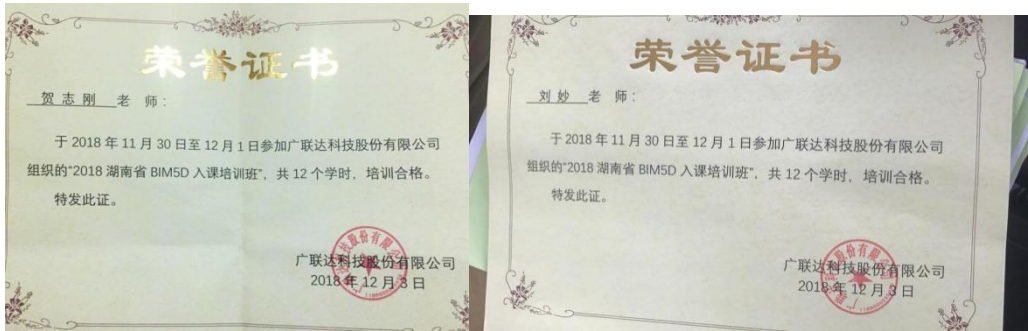 荣誉证书
贺志刚 老 师：
于 2018 年 11 月 30 日至 12 月 1 日参加广联达科技股份有限公司
组织的“2018 湖南省 BIM5D 入课培训班”，共 12 个学时，培训合格。
特发此证。
广联达科技股份有限公司
2018 年 12 月 3 日
荣誉证书
刘妙 老 师：
于 2018 年 11 月 30 日至 12 月 1 日参加广联达科技股份有限公司
组织的“2018 湖南省 BIM5D 入课培训班”，共 12 个学时，培训合格。
特发此证。
广联达科技股份有限公司
2018 年 12 月 3 日